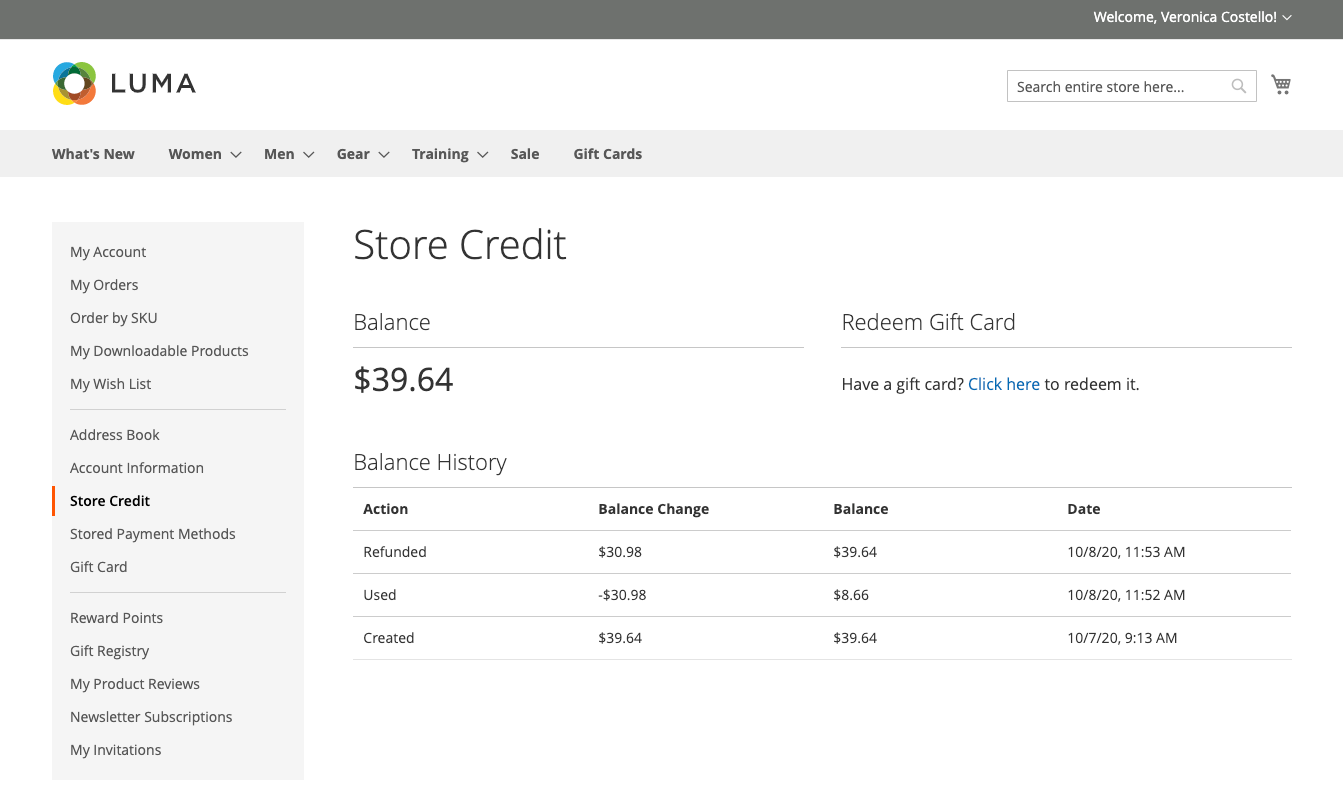 Welcome, Veronica Costello!
LUMA
Search entire store here...
What's New Women Men Gear Training Sale Gift Cards
My Account
My Orders
Order by SKU
My Downloadable Products
My Wish List
Address Book
Account Information
Store Credit
Stored Payment Methods
Gift Card
Reward Points
Gift Registry
My Product Reviews
Newsletter Subscriptions
My Invitations
Store Credit
Balance
$39.64
Redeem Gift Card
Have a gift card? Click here to redeem it.
Balance History
Action Balance Change Balance Date
Refunded $30.98 $39.64 10/8/20, 11:53 AM
Used -$30.98 $8.66 10/8/20, 11:52 AM
Created $39.64 $39.64 10/7/20, 9:13 AM